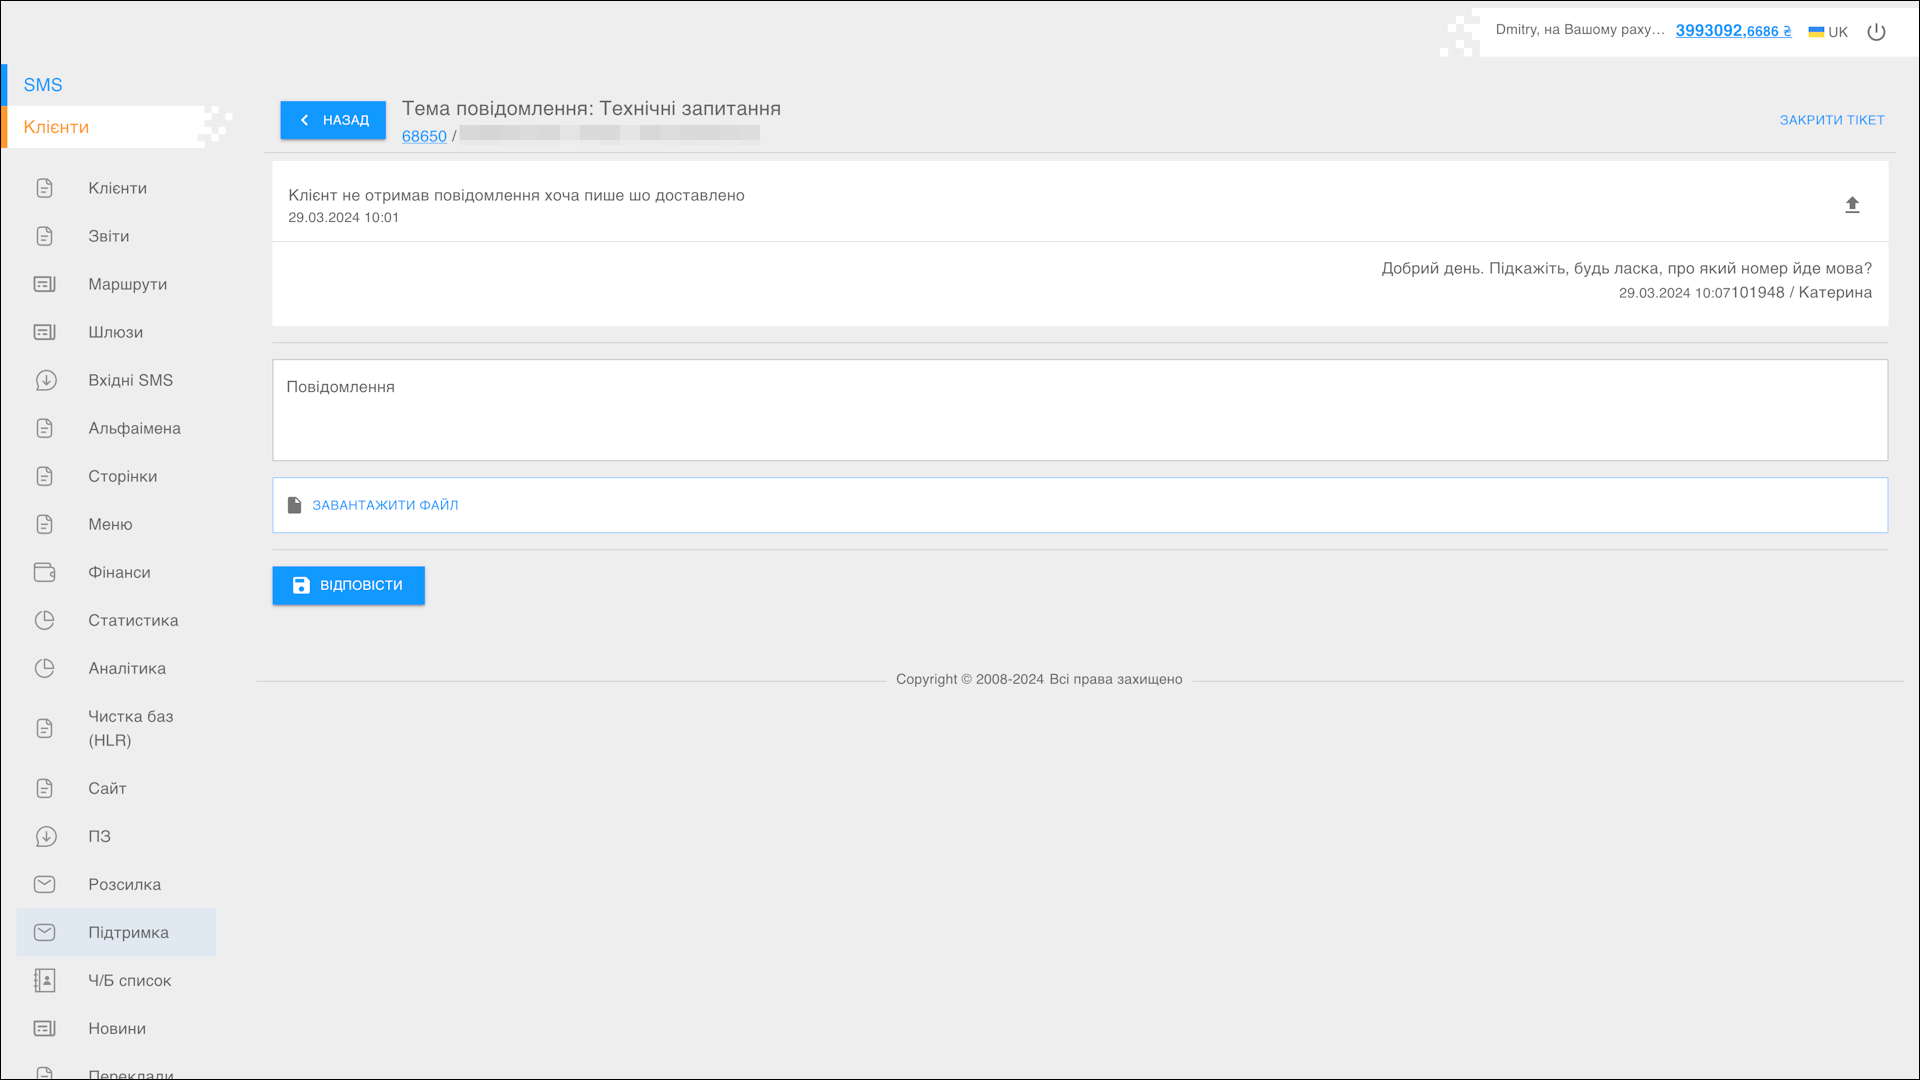 Dmitry, на Вашому раху... 3993092,6686 ₴ UK
SMS
Клієнти
НАЗАД
Тема повідомлення: Технічні запитання
68650 /
ЗАКРИТИ ТІКЕТ
Клієнт не отримав повідомлення хоча пише шо доставлено
29.03.2024 10:01
Добрий день. Підкажіть, будь ласка, про який номер йде мова?
29.03.2024 10:07101948 / Катерина
Повідомлення
ЗАВАНТАЖИТИ ФАЙЛ
ВІДПОВІСТИ
Copyright © 2008-2024 Всі права захищено
Клієнти
Звіти
Маршрути
Шлюзи
Вхідні SMS
Альфаімена
Сторінки
Меню
Фінанси
Статистика
Аналітика
Чистка баз
(HLR)
Сайт
ПЗ
Розсилка
Підтримка
Ч/Б список
Новини
Переклади